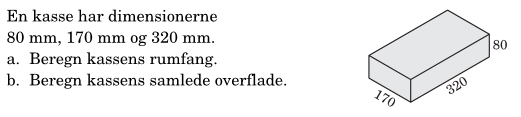 En kasse har dimensionerne
80 mm, 170 mm og 320 mm.
a. Beregn kassens rumfang.
b. Beregn kassens samlede overflade.
80
170
320